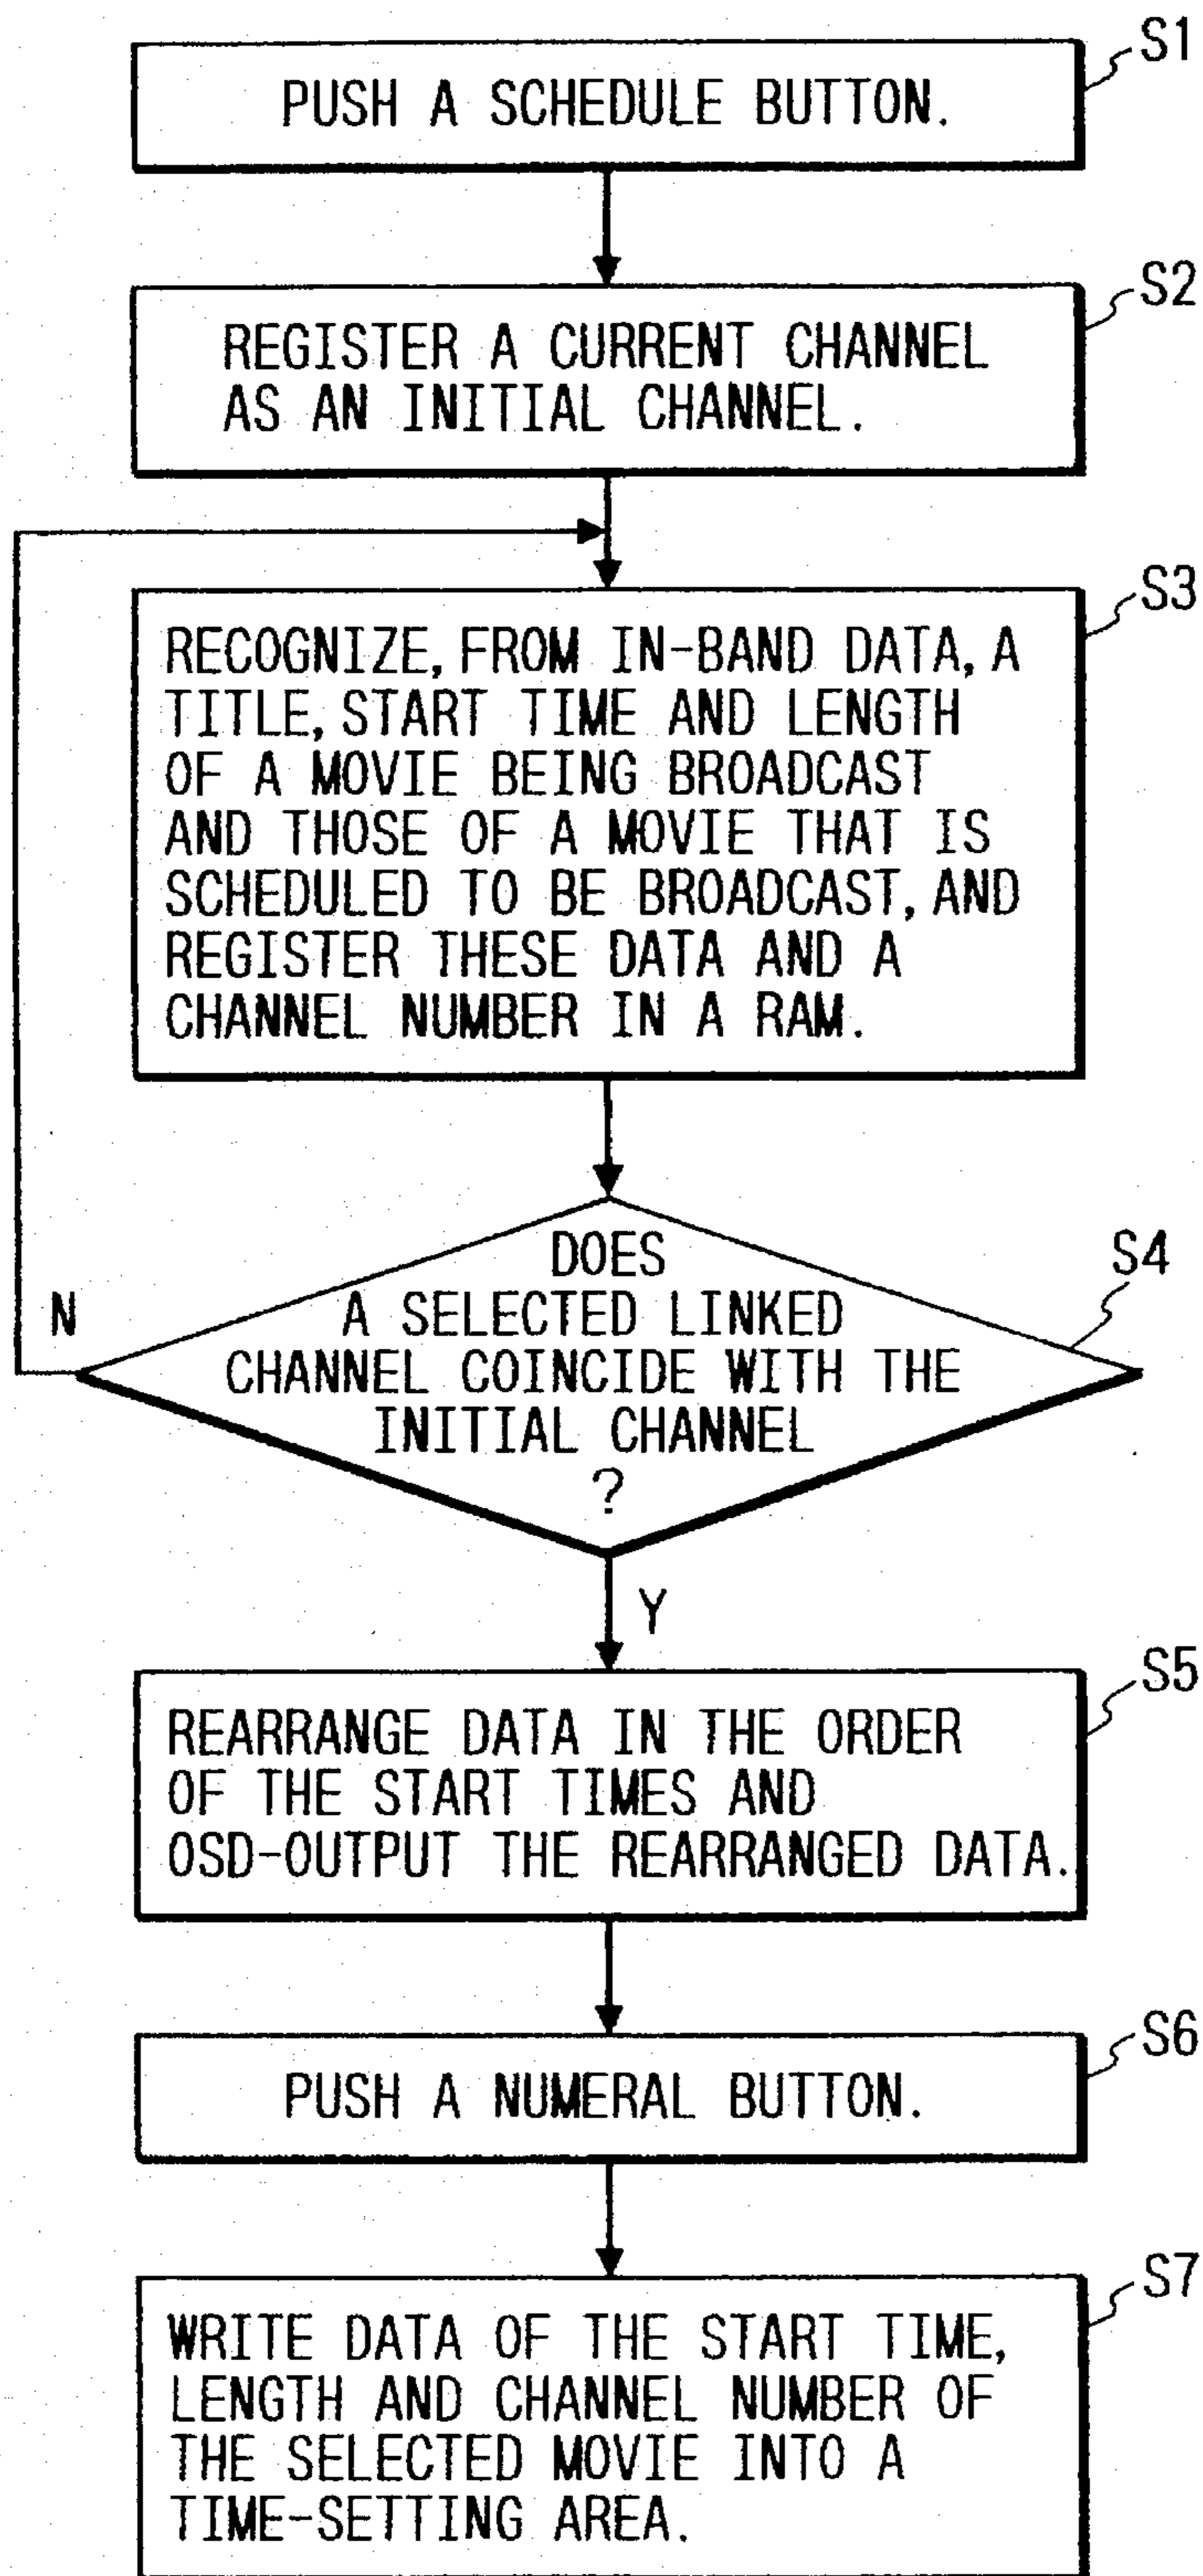 S1
PUSH A SCHEDULE BUTTON.
S2
REGISTER A CURRENT CHANNEL
AS AN INITIAL CHANNEL.
S3
RECOGNIZE, FROM IN-BAND DATA, A
TITLE, START TIME AND LENGTH
OF A MOVIE BEING BROADCAST
AND THOSE OF A MOVIE THAT IS
SCHEDULED TO BE BROADCAST, AND
REGISTER THESE DATA AND A
CHANNEL NUMBER IN A RAM.
S4
N
DOES
A SELECTED LINKED
CHANNEL COINCIDE WITH THE
INITIAL CHANNEL
?
Y
S5
REARRANGE DATA IN THE ORDER
OF THE START TIMES AND
OSD-OUTPUT THE REARRANGED DATA.
S6
PUSH A NUMERAL BUTTON.
S7
WRITE DATA OF THE START TIME,
LENGTH AND CHANNEL NUMBER OF
THE SELECTED MOVIE INTO A
TIME-SETTING AREA.